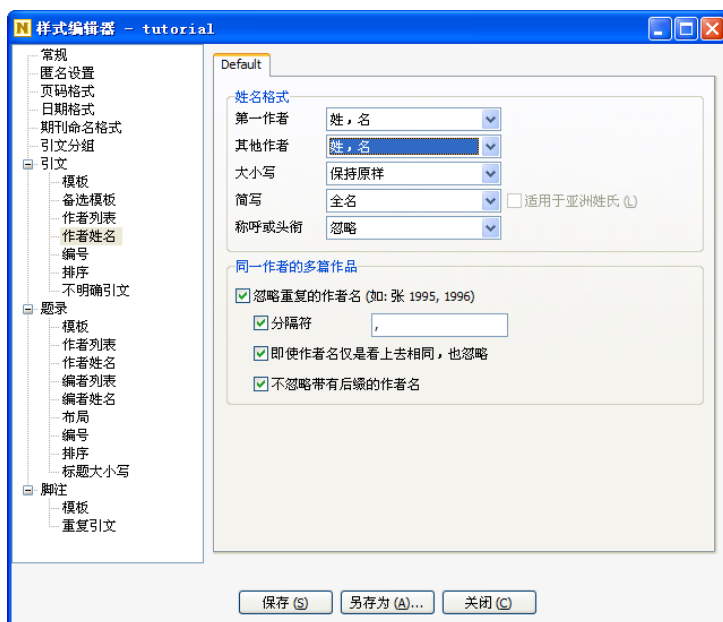 N 样式编辑器 - tutorial
常规
匿名设置
页码格式
日期格式
期刊命名格式
引文分组
引文
模板
备选模板
作者列表
作者姓名
编号
排序
不明确引文
题录
模板
作者列表
作者姓名
编者列表
编者姓名
布局
编号
排序
标题大小写
脚注
模板
重复引文
Default
姓名格式
第一作者 姓，名
其他作者 姓，名
大小写 保持原样
简写 全名 适用于亚洲姓氏 (L)
称呼或头衔 忽略
同一作者的多篇作品
忽略重复的作者名 (如: 张 1995, 1996)
分隔符 ,
即使作者名仅是看上去相同，也忽略
不忽略带有后缀的作者名
保存 (S) 另存为 (A)... 关闭 (C)